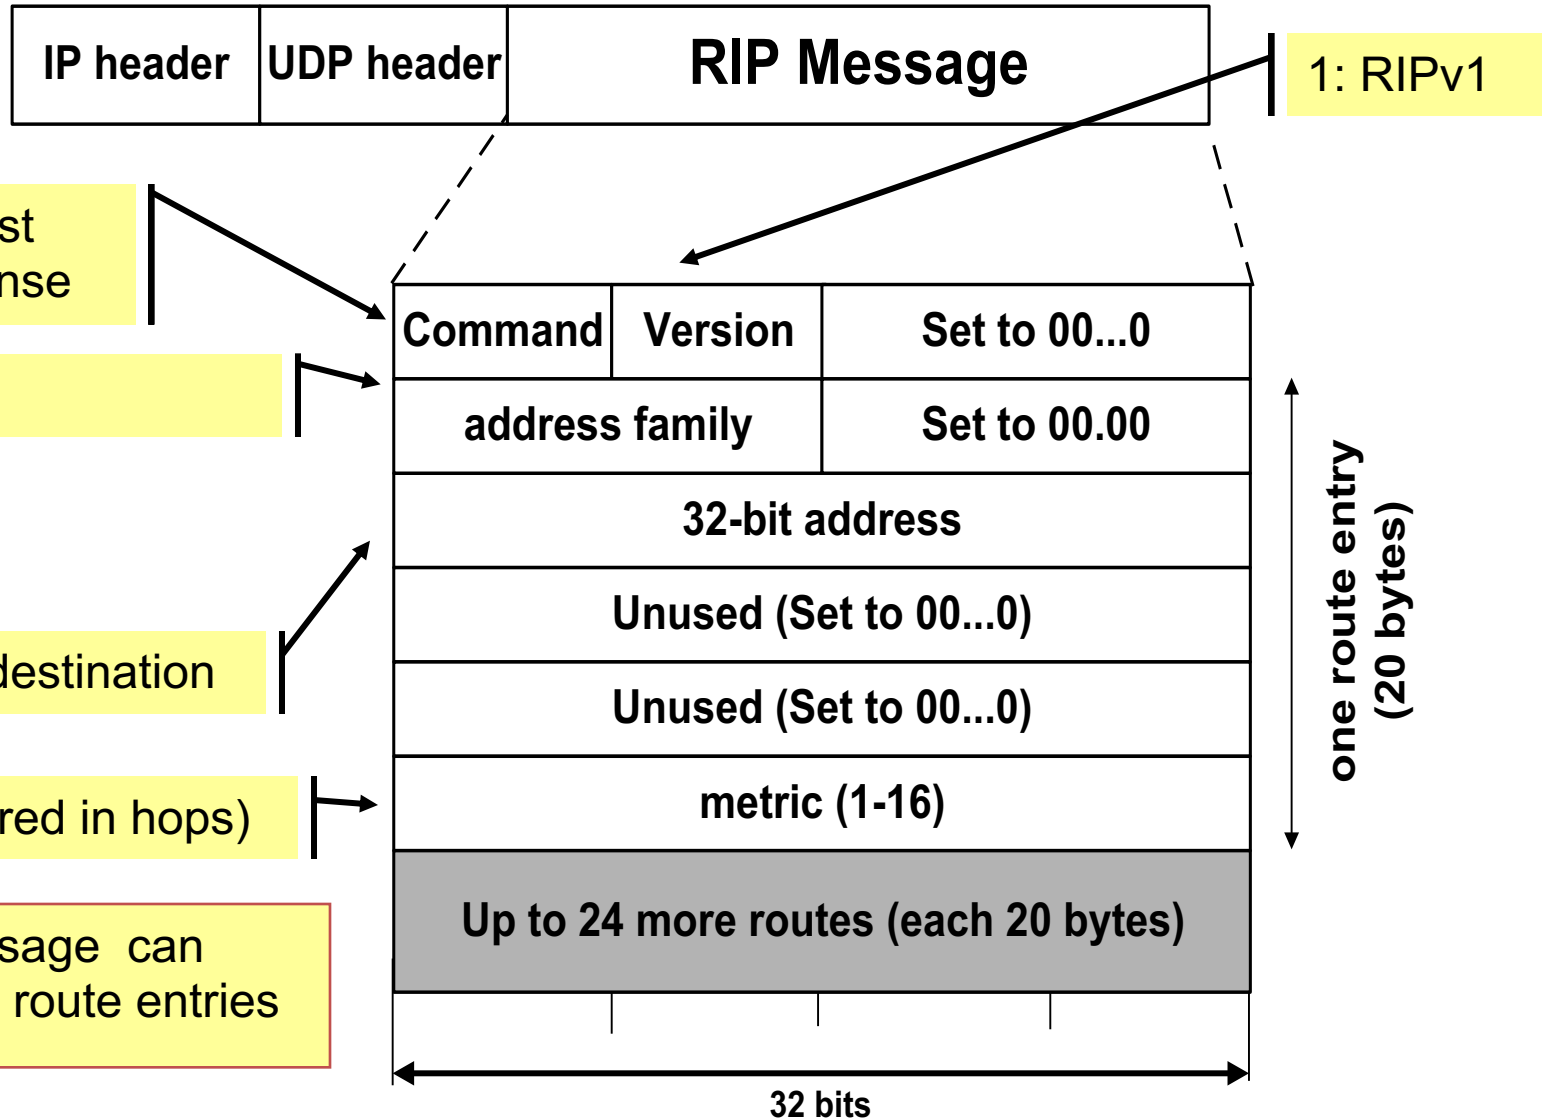 IP header
UDP header
RIP Message
1: RIPv1
st
nse
Command
Version
Set to 00...0
address family
Set to 00.00
32-bit address
Unused (Set to 00...0)
destination
Unused (Set to 00...0)
red in hops)
metric (1-16)
one route entry
(20 bytes)
Up to 24 more routes (each 20 bytes)
sage can
route entries
32 bits